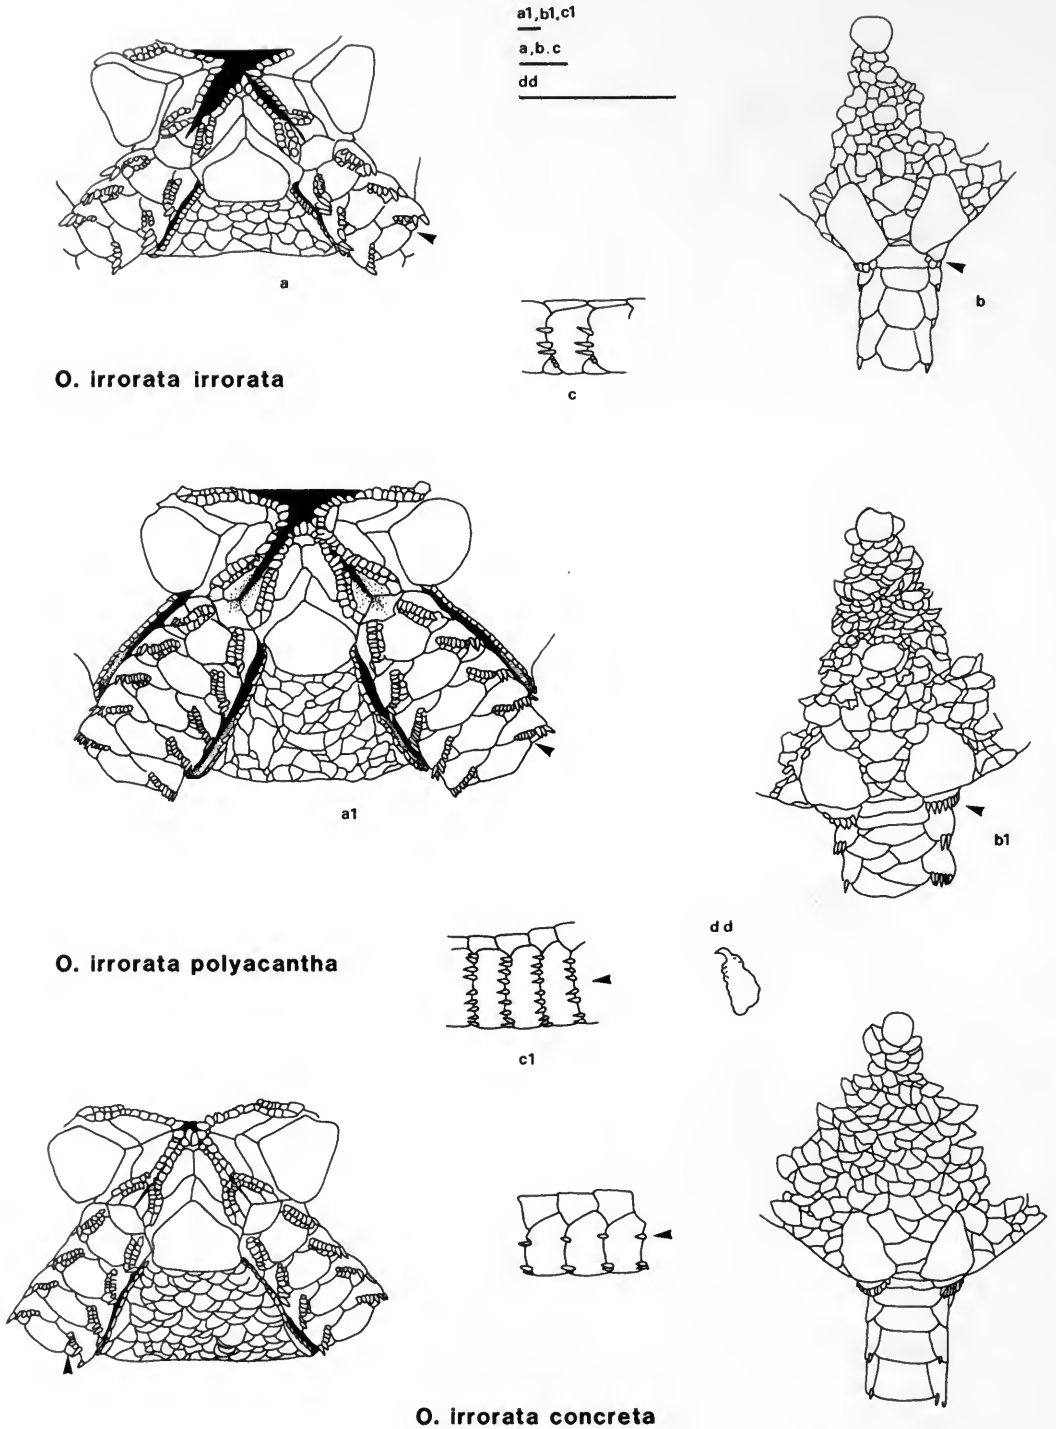 a1,b1,c1
a,b.c
dd
a
b
c
O. irrorata irrorata
a1
b1
O. irrorata polyacantha
dd
c1
O. irrorata concreta